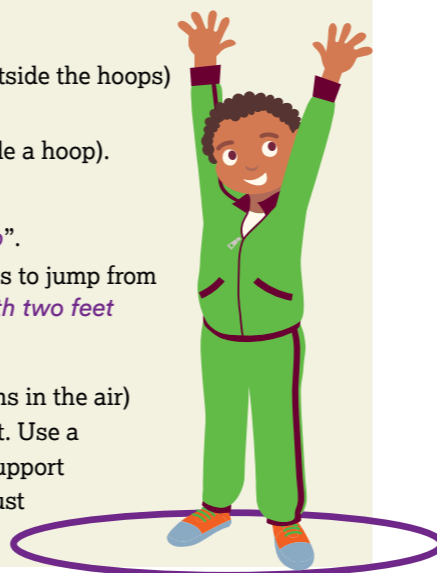 tside the hoops)
le a hoop).
”.
s to jump from
th two feet
ns in the air)
t. Use a
upport
ust